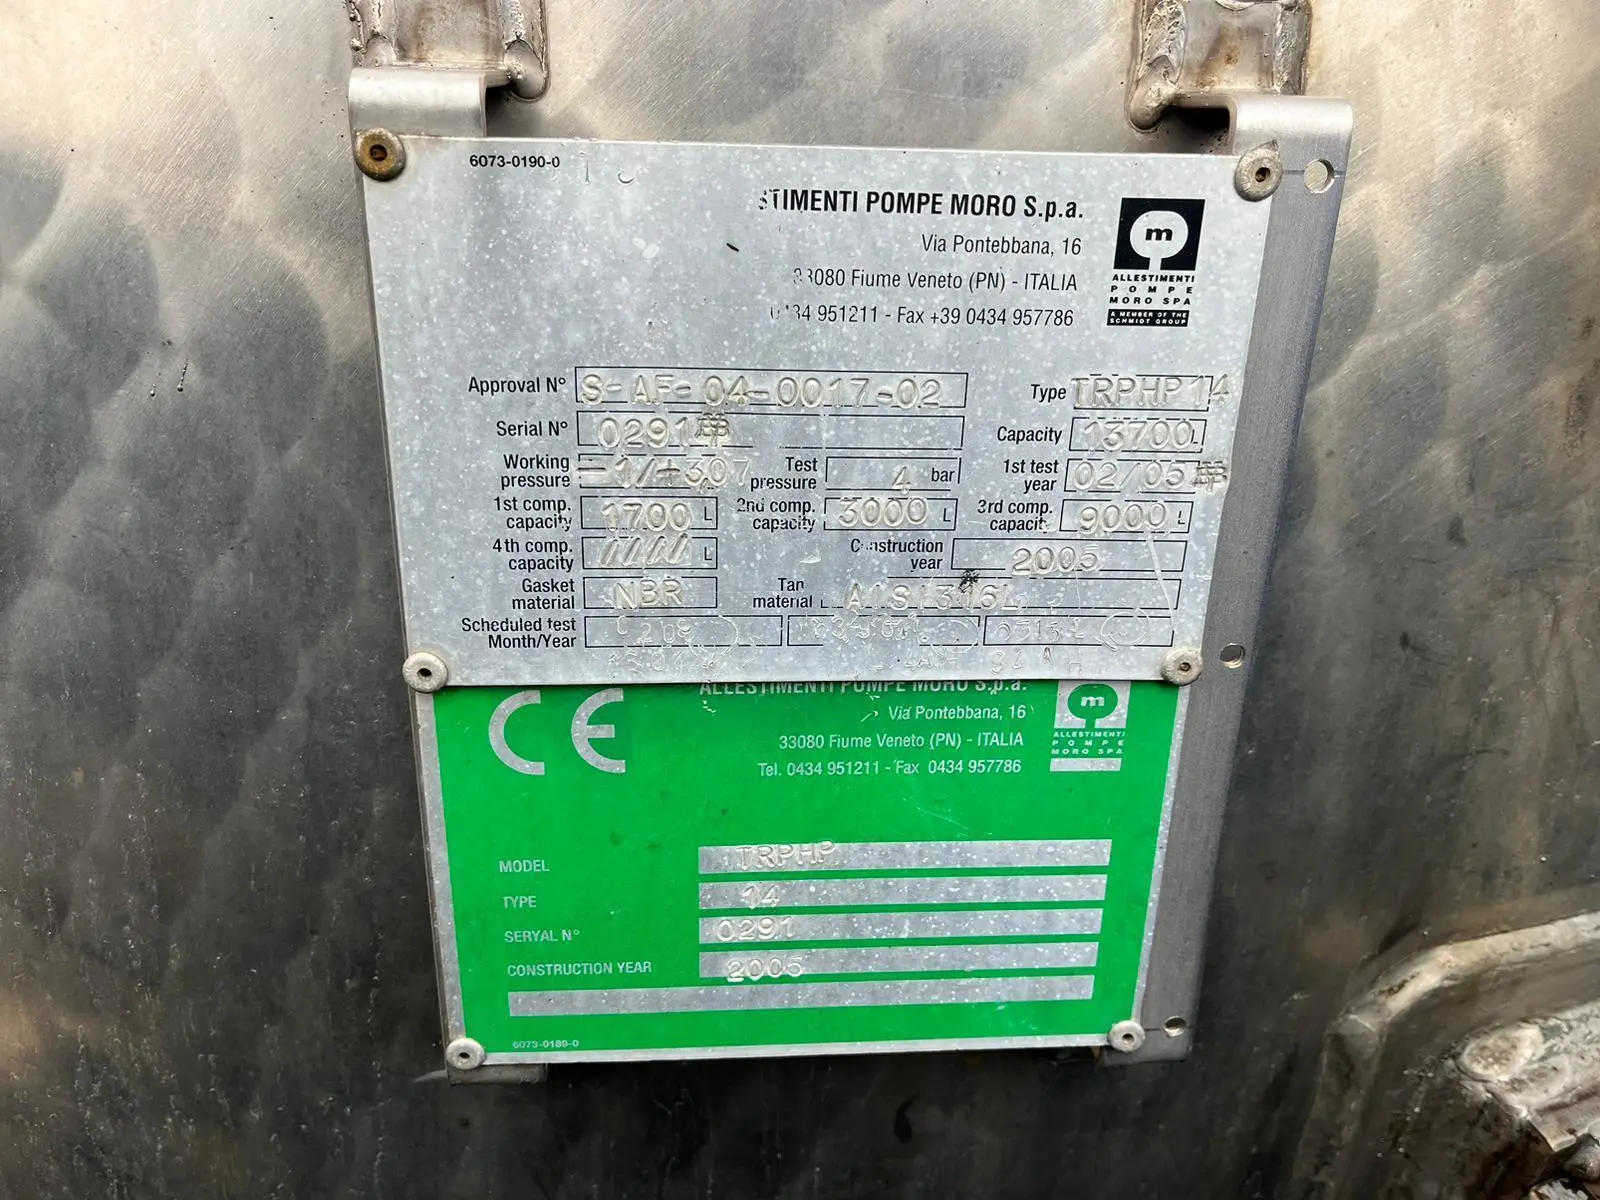 6073-0190-0
STIMENTI POMPE MORO S.p.a.
Via Pontebbana, 16
33080 Fiume Veneto (PN) - ITALIA
0434 951211 - Fax +39 0434 957786
m
ALLESTIMENTI
POMPE
MORO SPA
A MEMBER OF THE
SCHMIDT GROUP
Approval N° S-AF-04-0017-02 Type TRPHP14
Serial N° 0291 Capacity 13700 L
Working pressure -1/+307 Test pressure 4 bar 1st test year 02/05
1st comp. capacity 1700 L 2nd comp. capacity 3000 L 3rd comp. capacity 9000 L
4th comp. capacity //// L Construction year 2005
Gasket material NBR Tan material AISI316L
Scheduled test Month/Year
CE
ALLESTIMENTI POMPE MORO S.p.a.
Via Pontebbana, 16
33080 Fiume Veneto (PN) - ITALIA
Tel. 0434 951211 - Fax 0434 957786
m
ALLESTIMENTI
POMPE
MORO SPA
MODEL TRPHP
TYPE 14
SERYAL N° 0291
CONSTRUCTION YEAR 2005
6073-0189-0